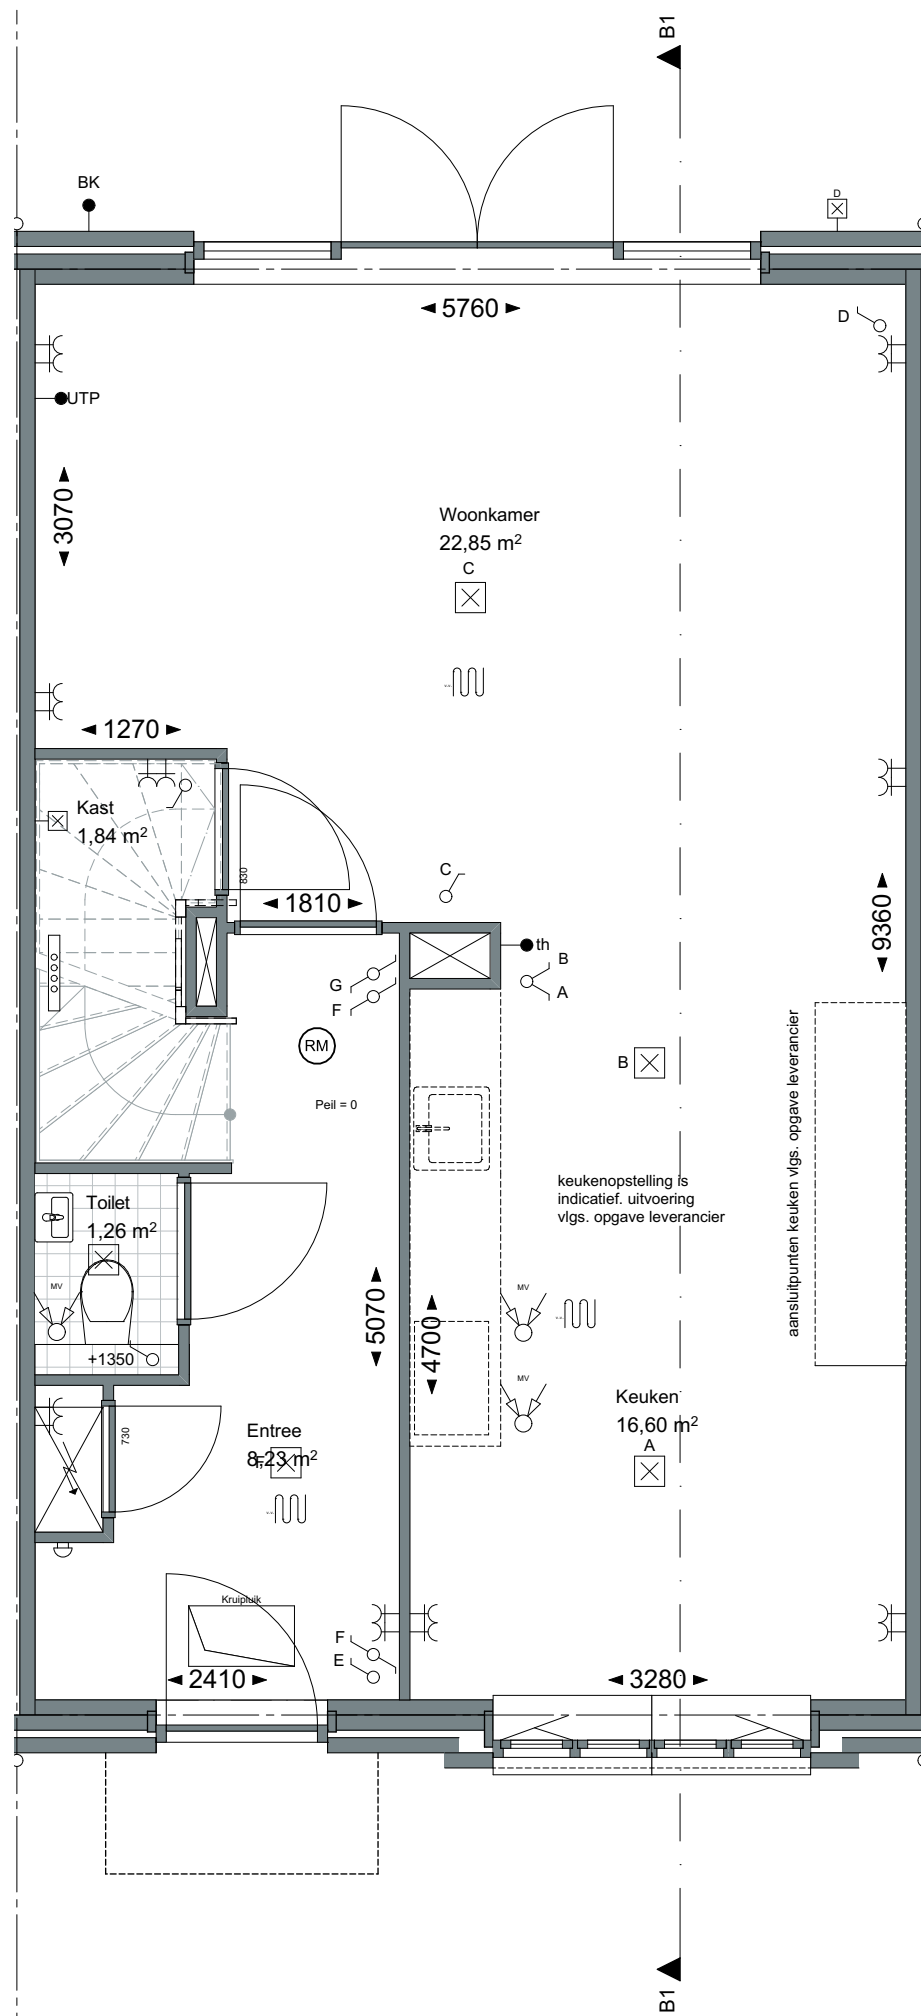 B1
BK
D
5760
D
UTP
3070
Woonkamer
22,85 m²
C
1270
Kast
1,84 m²
830
C
1810
9360
th
B
A
G
F
RM
B
Peil = 0
aansluitpunten keuken vlgs. opgave leverancier
keukenopstelling is
indicatief. uitvoering
vlgs. opgave leverancier
Toilet
1,26 m²
MV
MV
5070
4700
+1350
MV
Keuken
16,60 m²
A
730
Entree
8,23 m²
F
Kruipluik
F
E
2410
3280
B1